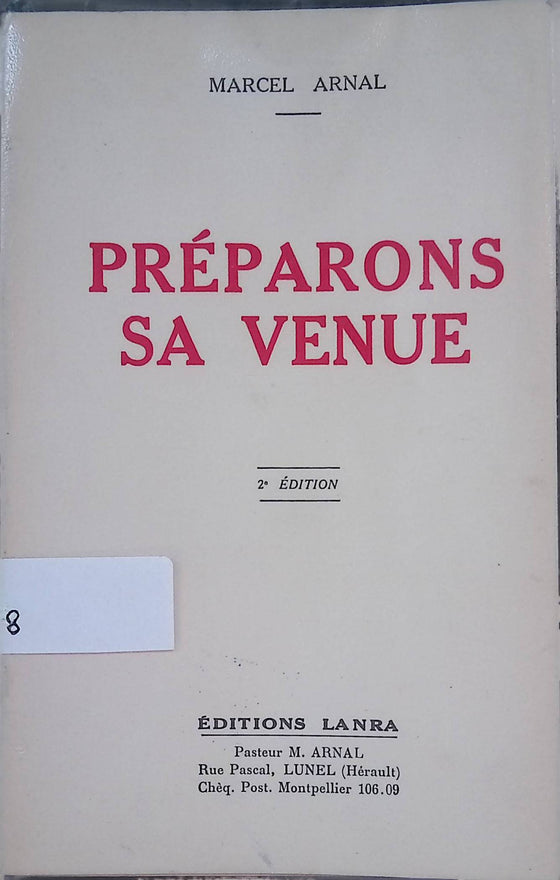 MARCEL ARNAL
PRÉPARONS
SA VENUE
2e ÉDITION
8
ÉDITIONS LANRA
Pasteur M. ARNAL
Rue Pascal, LUNEL (Hérault)
Chèq. Post. Montpellier 106.09